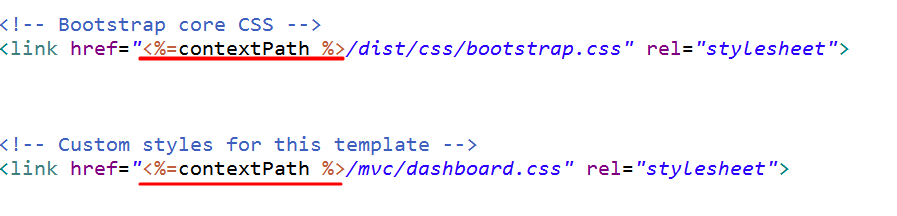 <!-- Bootstrap core CSS -->
<link href="<%=contextPath %>/dist/css/bootstrap.css" rel="stylesheet">
<!-- Custom styles for this template -->
<link href="<%=contextPath %>/mvc/dashboard.css" rel="stylesheet">